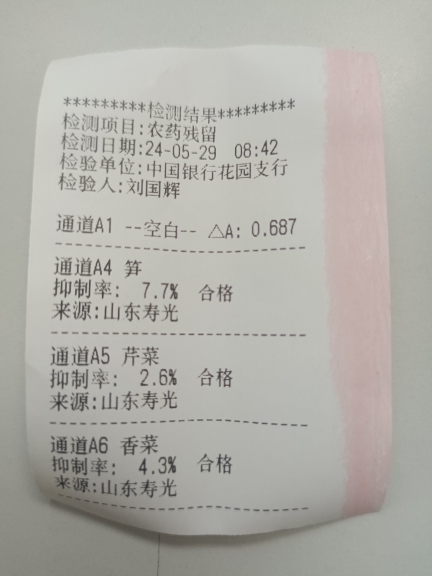 *********检测结果*********
检测项目:农药残留
检测日期:24-05-29 08:42
检验单位:中国银行花园支行
检验人:刘国辉
通道A1 --空白-- △A: 0.687
通道A4 笋
抑制率: 7.7% 合格
来源:山东寿光
通道A5 芹菜
抑制率: 2.6% 合格
来源:山东寿光
通道A6 香菜
抑制率: 4.3% 合格
来源:山东寿光